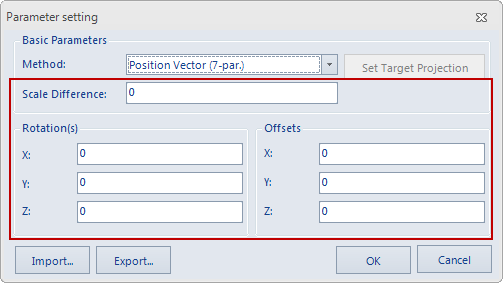 Parameter setting
Basic Parameters
Method: Position Vector (7-par.) Set Target Projection
Scale Difference: 0
Rotation(s) Offsets
X: 0 X: 0
Y: 0 Y: 0
Z: 0 Z: 0
Import... Export... OK Cancel